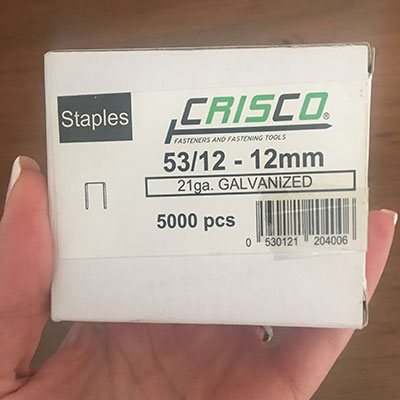 Staples
CRISCO®
FASTENERS AND FASTENING TOOLS
53/12 - 12mm
21ga. GALVANIZED
5000 pcs
0 530121 204006